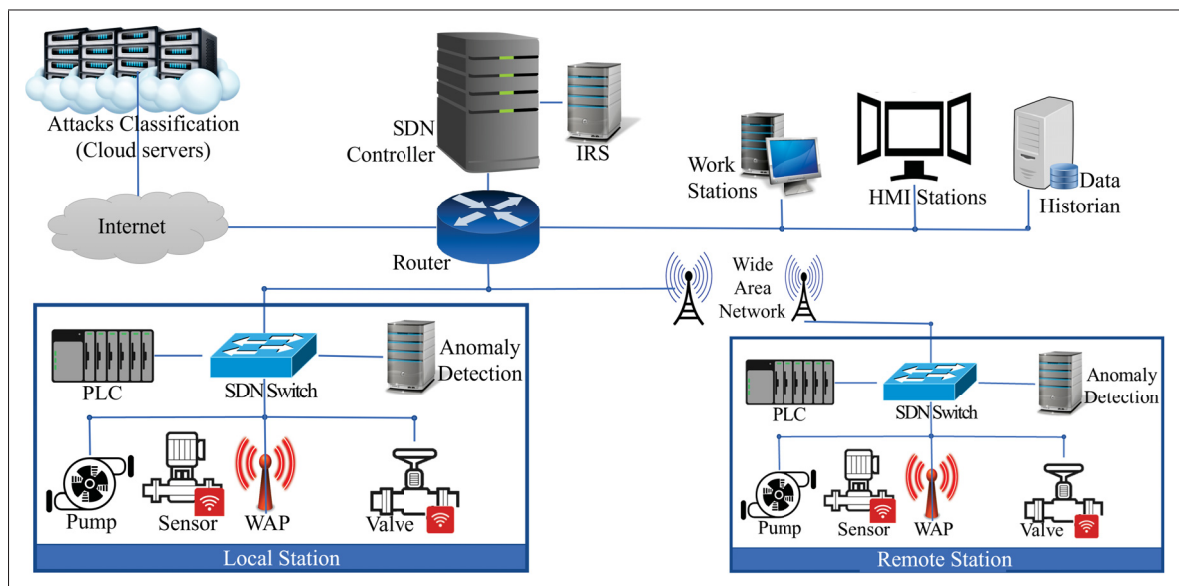 Attacks Classification
(Cloud servers)
SDN
Controller
IRS
Work
Stations
HMI Stations
Data
Historian
Internet
Router
Wide
Area
Network
PLC
SDN Switch
Anomaly
Detection
Pump
Sensor
WAP
Valve
Local Station
PLC
SDN Switch
Anomaly
Detection
Pump
Sensor
WAP
Valve
Remote Station